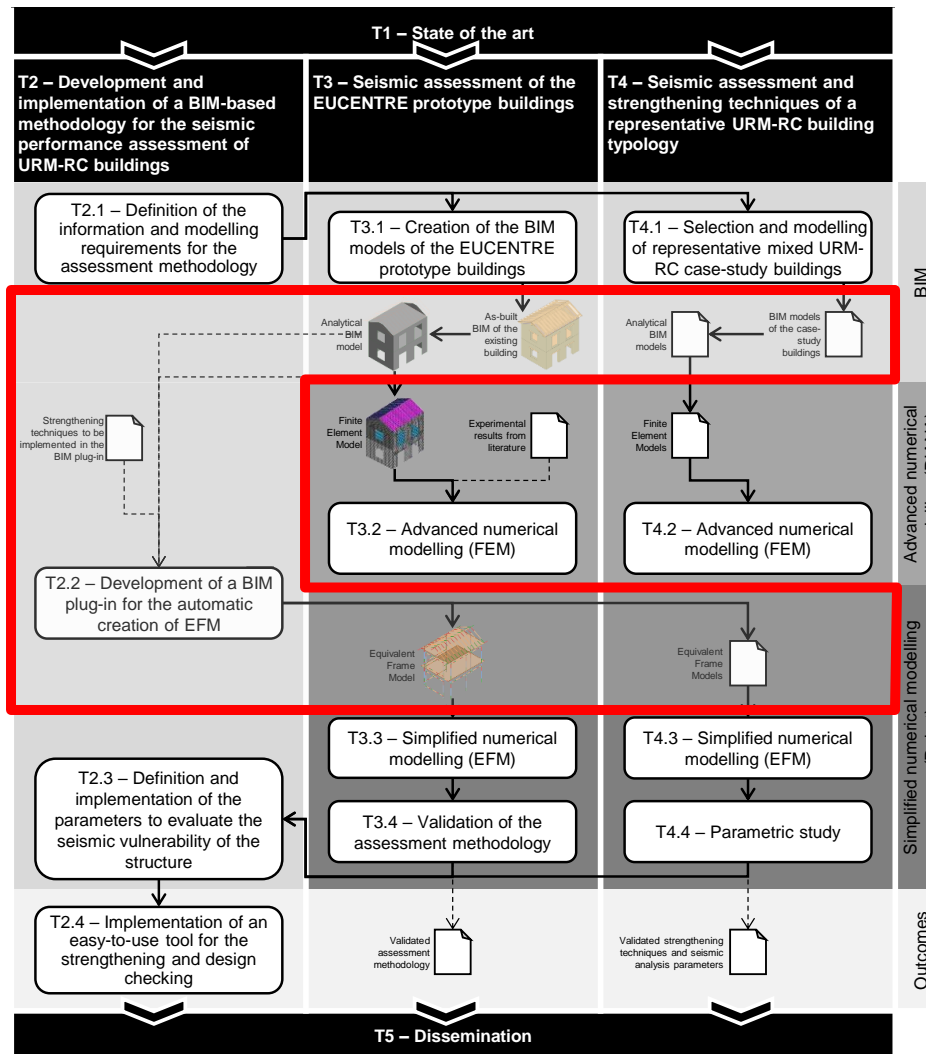 T1 – State of the art
T2 – Development and
implementation of a BIM-based
methodology for the seismic
performance assessment of
URM-RC buildings
T3 – Seismic assessment of the
EUCENTRE prototype buildings
T4 – Seismic assessment and
strengthening techniques of a
representative URM-RC building
typology
T2.1 – Definition of the
information and modelling
requirements for the
assessment methodology
T3.1 – Creation of the BIM
models of the EUCENTRE
prototype buildings
T4.1 – Selection and modelling
of representative mixed URM-
RC case-study buildings
BIM
Analytical
BIM
model
As-built
BIM of the
existing
building
Analytical
BIM
models
BIM models
of the case-
study
buildings
Strengthening
techniques to be
implemented in the
BIM plug-in
Finite
Element
Model
Experimental
results from
literature
Finite
Element
Models
Advanced numerical
T3.2 – Advanced numerical
modelling (FEM)
T4.2 – Advanced numerical
modelling (FEM)
T2.2 – Development of a BIM
plug-in for the automatic
creation of EFM
Equivalent
Frame
Model
Equivalent
Frame
Models
Simplified numerical modelling
T3.3 – Simplified numerical
modelling (EFM)
T4.3 – Simplified numerical
modelling (EFM)
T2.3 – Definition and
implementation of the
parameters to evaluate the
seismic vulnerability of the
structure
T3.4 – Validation of the
assessment methodology
T4.4 – Parametric study
T2.4 – Implementation of an
easy-to-use tool for the
strengthening and design
checking
Validated
assessment
methodology
Validated strengthening
techniques and seismic
analysis parameters
Outcomes
T5 – Dissemination